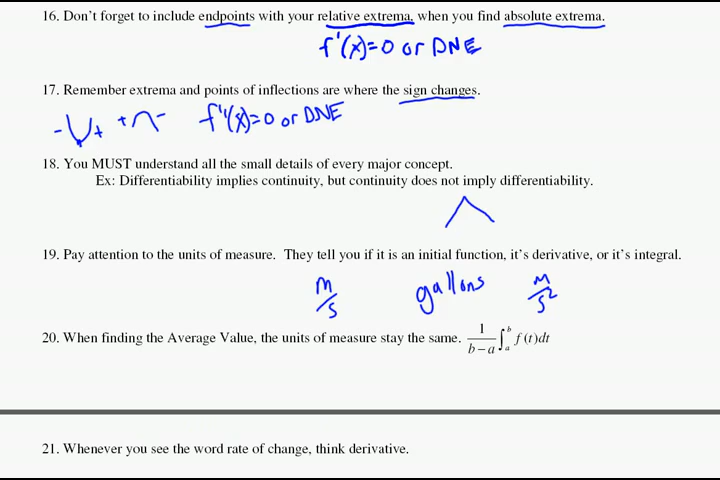 16. Don't forget to include endpoints with your relative extrema, when you find absolute extrema.
f'(x)=0 or DNE
17. Remember extrema and points of inflections are where the sign changes.
- + + - f''(x)=0 or DNE
18. You MUST understand all the small details of every major concept.
Ex: Differentiability implies continuity, but continuity does not imply differentiability.
19. Pay attention to the units of measure. They tell you if it is an initial function, it's derivative, or it's integral.
m/s gallons m/s²
20. When finding the Average Value, the units of measure stay the same. 1/(b−a) ∫ₐᵇ f(t)dt
21. Whenever you see the word rate of change, think derivative.